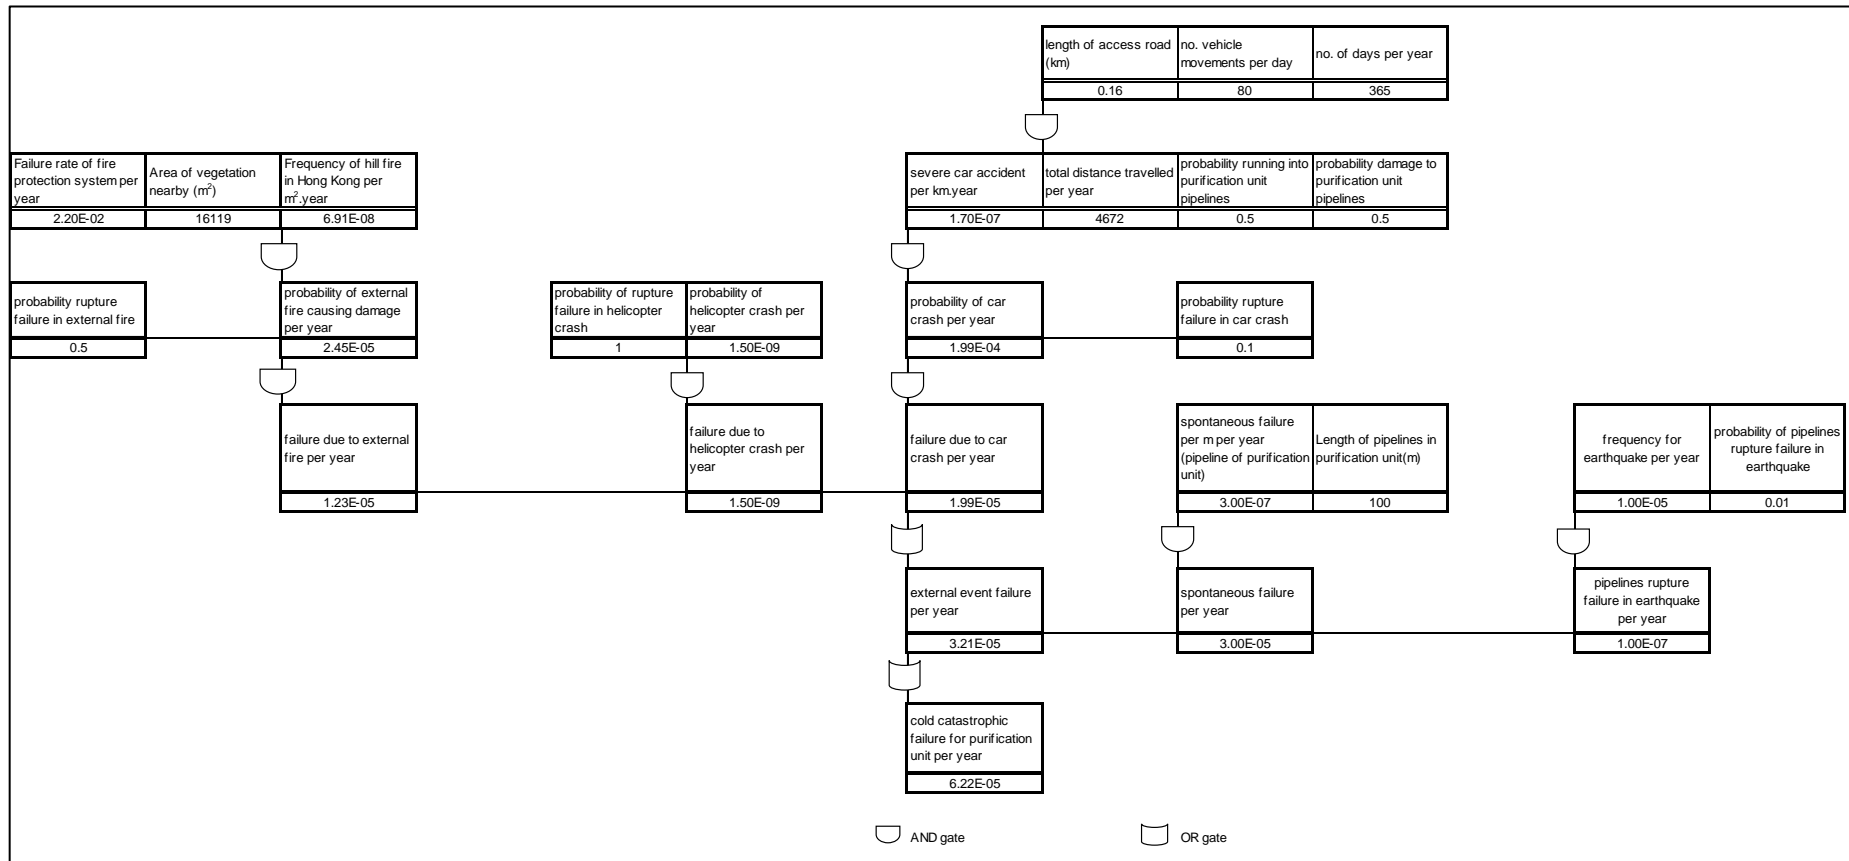 length of access road
(km)
no. vehicle
movements per day
no. of days per year
0.16
80
365
Failure rate of fire
protection system per
year
Area of vegetation
nearby (m²)
Frequency of hill fire
in Hong Kong per
m².year
2.20E-02
16119
6.91E-08
severe car accident
per km.year
total distance travelled
per year
probability running into
purification unit
pipelines
probability damage to
purification unit
pipelines
1.70E-07
4672
0.5
0.5
probability rupture
failure in external fire
0.5
probability of external
fire causing damage
per year
2.45E-05
probability of rupture
failure in helicopter
crash
1
probability of
helicopter crash per
year
1.50E-09
probability of car
crash per year
1.99E-04
probability rupture
failure in car crash
0.1
failure due to external
fire per year
1.23E-05
failure due to
helicopter crash per
year
1.50E-09
failure due to car
crash per year
1.99E-05
spontaneous failure
per m per year
(pipeline of purification
unit)
3.00E-07
Length of pipelines in
purification unit(m)
100
frequency for
earthquake per year
1.00E-05
probability of pipelines
rupture failure in
earthquake
0.01
external event failure
per year
3.21E-05
spontaneous failure
per year
3.00E-05
pipelines rupture
failure in earthquake
per year
1.00E-07
cold catastrophic
failure for purification
unit per year
6.22E-05
AND gate
OR gate